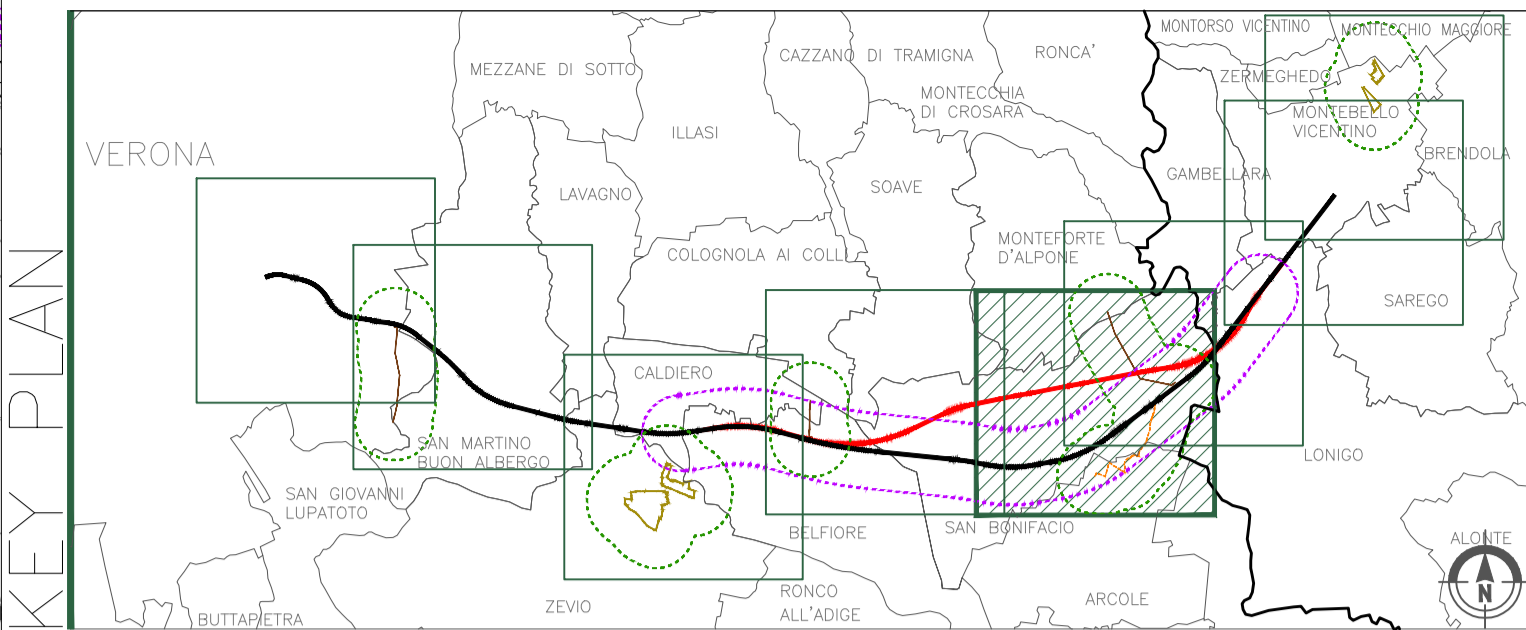 KEY PLAN
MONTORSO VICENTINO
MONTECCHIO MAGGIORE
CAZZANO DI TRAMIGNA
RONCA'
MEZZANE DI SOTTO
ZERMEGHEDO
MONTECCHIA
DI CROSARA
MONTEBELLO
VICENTINO
ILLASI
VERONA
BRENDOLA
GAMBELLARA
SOAVE
LAVAGNO
MONTEFORTE
D'ALPONE
COLOGNOLA AI COLLI
SAREGO
CALDIERO
SAN MARTINO
BUON ALBERGO
LONIGO
SAN GIOVANNI
LUPATOTO
SAN BONIFACIO
BELFIORE
ALONTE
N
RONCO
ALL'ADIGE
ARCOLE
ZEVIO
BUTTAPIETRA